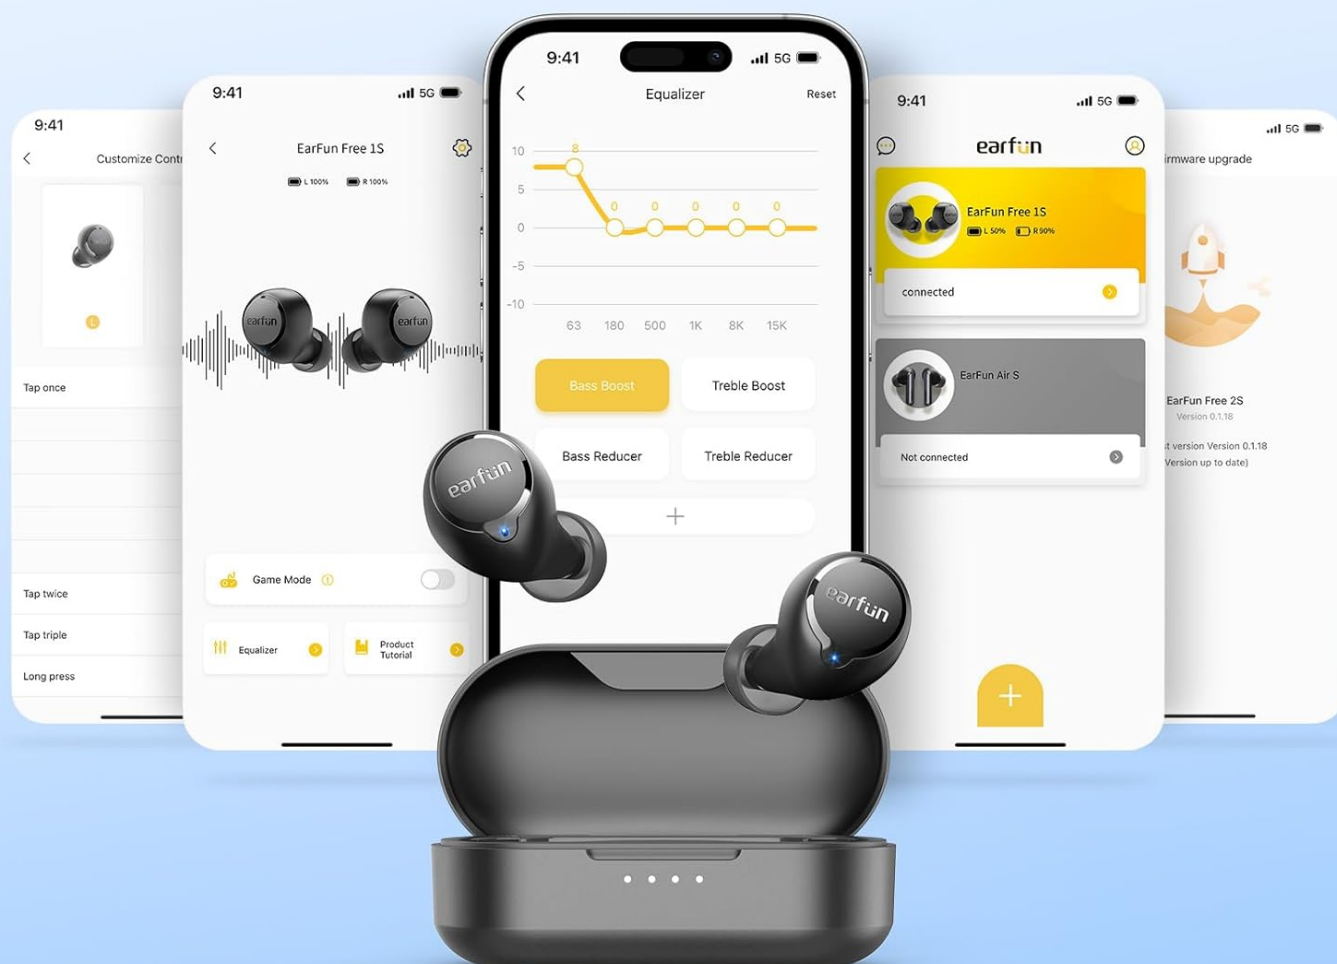 9:41
Customize Contr
L
Tap once
Tap twice
Tap triple
Long press
9:41
5G
EarFun Free 1S
L 100%
R 100%
earfun
earfun
Game Mode
Equalizer
Product
Tutorial
9:41
5G
Equalizer
Reset
10
5
0
-5
-10
8
0
0
0
0
0
63
180
500
1K
8K
15K
Bass Boost
Treble Boost
Bass Reducer
Treble Reducer
+
earfun
earfun
9:41
5G
earfun
EarFun Free 1S
L 50%
R 90%
connected
EarFun Air S
Not connected
+
5G
irmware upgrade
EarFun Free 2S
Version 0.1.18
st version Version 0.1.18
Version up to date)